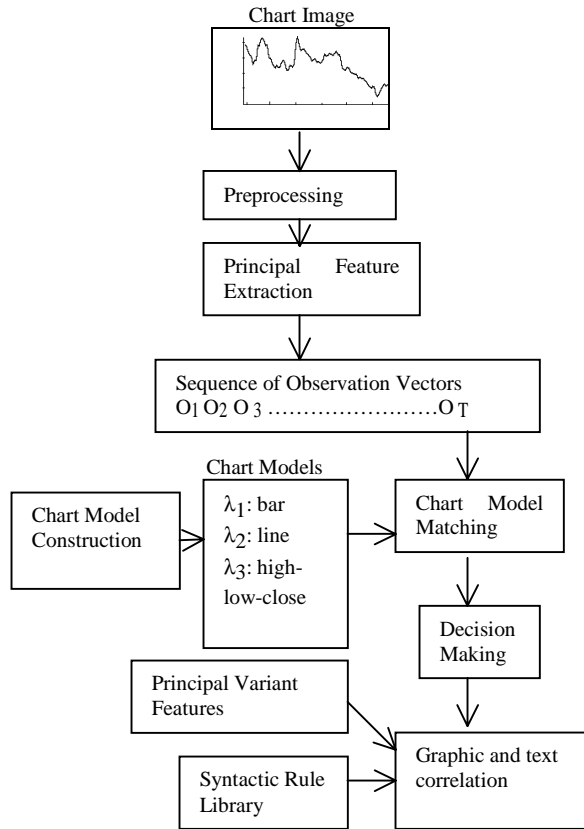 Chart Image
Preprocessing
Principal Feature
Extraction
Sequence of Observation Vectors
O1 O2 O 3 ……………………O T
Chart Models
Chart Model
Construction
λ1: bar
λ2: line
λ3: high-
low-close
Chart Model
Matching
Decision
Making
Principal Variant
Features
Graphic and text
correlation
Syntactic Rule
Library